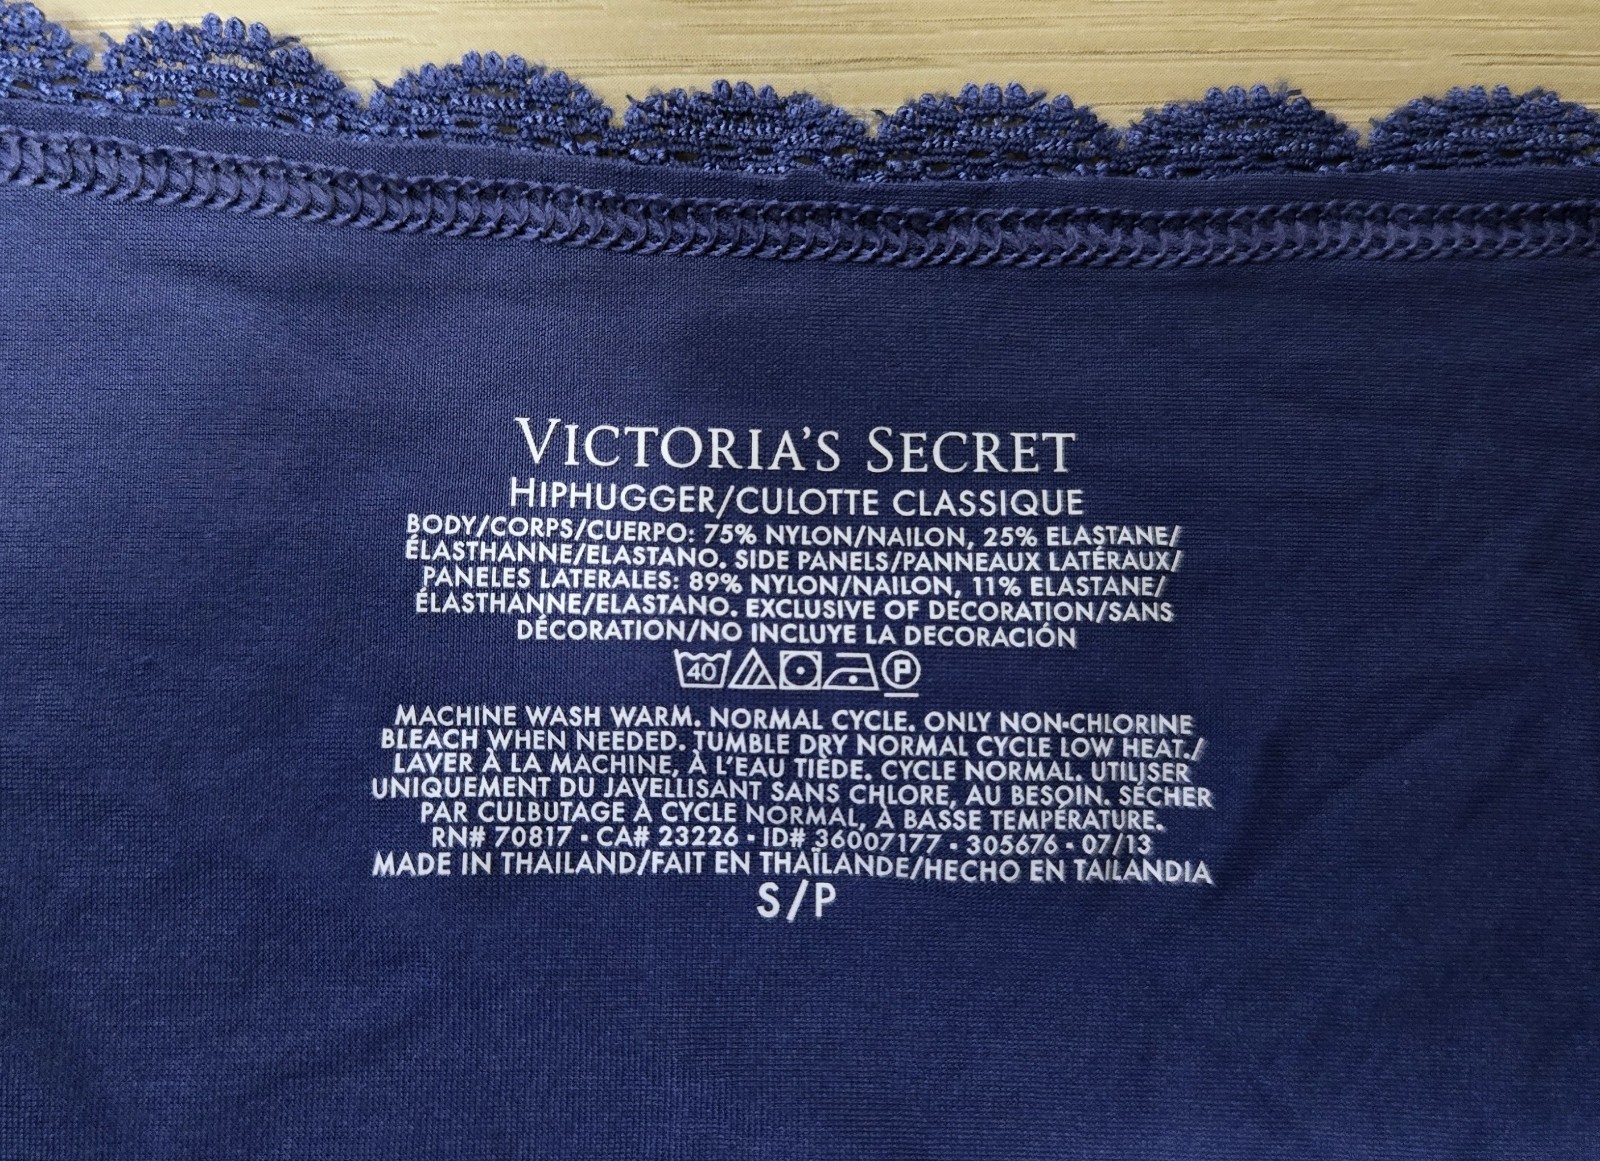 VICTORIA'S SECRET
HIPHUGGER/CULOTTE CLASSIQUE
BODY/CORPS/CUERPO: 75% NYLON/NAILON, 25% ELASTANE/
ÉLASTHANNE/ELASTANO. SIDE PANELS/PANNEAUX LATÉRAUX/
PANELES LATERALES: 89% NYLON/NAILON, 11% ELASTANE/
ÉLASTHANNE/ELASTANO. EXCLUSIVE OF DECORATION/SANS
DÉCORATION/NO INCLUYE LA DECORACIÓN
40 P
MACHINE WASH WARM. NORMAL CYCLE. ONLY NON-CHLORINE
BLEACH WHEN NEEDED. TUMBLE DRY NORMAL CYCLE LOW HEAT./
LAVER À LA MACHINE, À L'EAU TIÈDE. CYCLE NORMAL. UTILISER
UNIQUEMENT DU JAVELLISANT SANS CHLORE, AU BESOIN. SÉCHER
PAR CULBUTAGE À CYCLE NORMAL, À BASSE TEMPÉRATURE.
RN# 70817 • CA# 23226 • ID# 36007177 • 305676 • 07/13
MADE IN THAILAND/FAIT EN THAÏLANDE/HECHO EN TAILANDIA
S/P